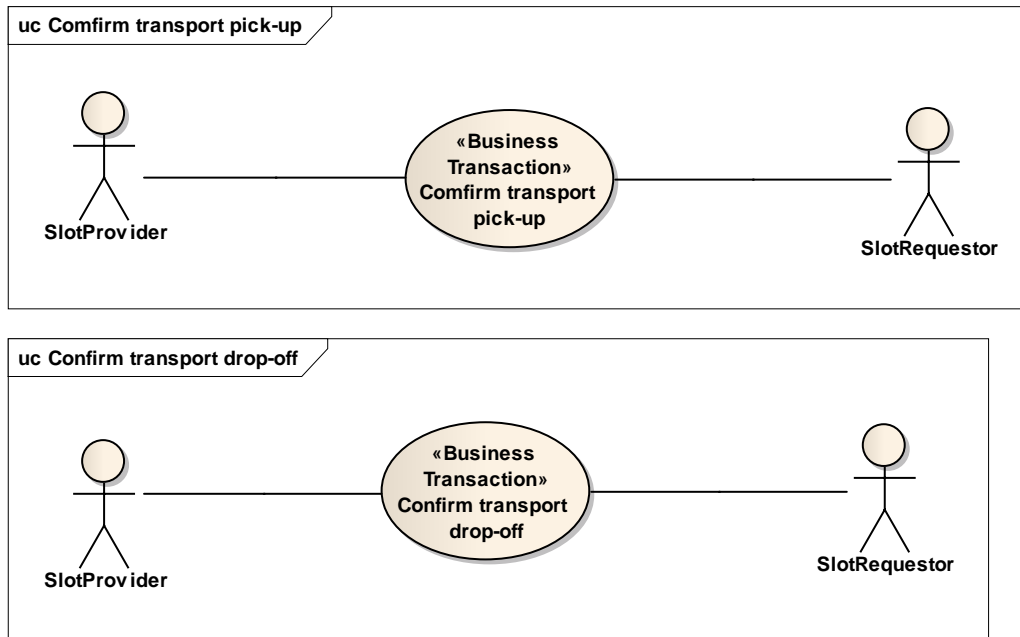 uc Comfirm transport pick-up
«Business
Transaction»
Comfirm transport
pick-up
SlotProvider
SlotRequestor
uc Confirm transport drop-off
«Business
Transaction»
Confirm transport
drop-off
SlotProvider
SlotRequestor